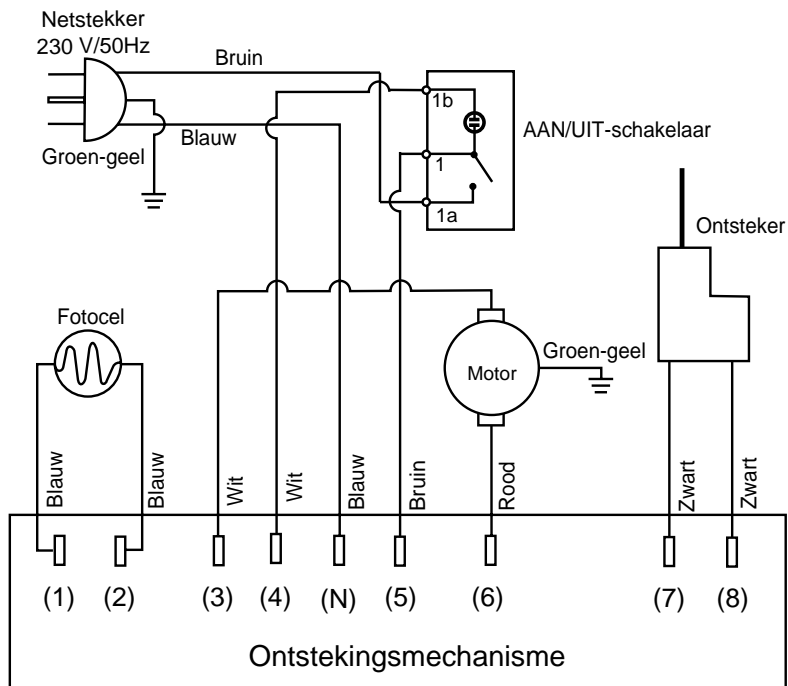 Netstekker
230 V/50Hz
Bruin
Blauw
Groen-geel
1b
1
1a
AAN/UIT-schakelaar
Ontsteker
Fotocel
Motor
Groen-geel
Blauw
Blauw
Wit
Wit
Blauw
Bruin
Rood
Zwart
Zwart
(1)
(2)
(3)
(4)
(N)
(5)
(6)
(7)
(8)
Ontstekingsmechanisme